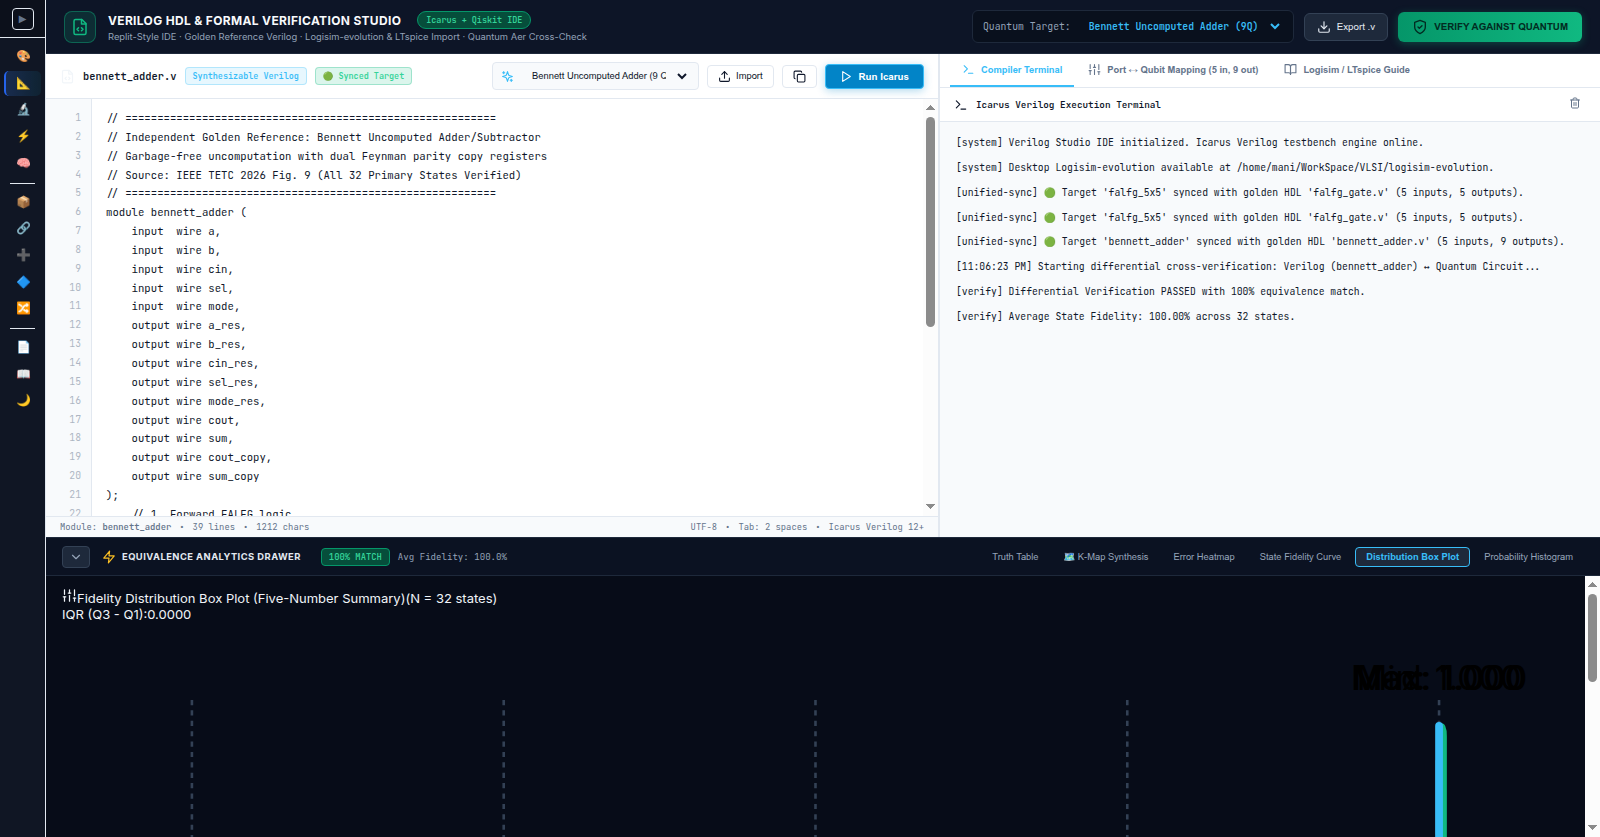 VERILOG HDL & FORMAL VERIFICATION STUDIO
Icarus + Qiskit IDE
Replit-Style IDE · Golden Reference Verilog · Logisim-evolution & LTspice Import · Quantum Aer Cross-Check
Quantum Target:
Bennett Uncomputed Adder (9Q)
Export .v
VERIFY AGAINST QUANTUM
bennett_adder.v
Synthesizable Verilog
Synced Target
Bennett Uncomputed Adder (9 Q
Import
Run Icarus
1 // ==========================================================
2 // Independent Golden Reference: Bennett Uncomputed Adder/Subtractor
3 // Garbage-free uncomputation with dual Feynman parity copy registers
4 // Source: IEEE TETC 2026 Fig. 9 (All 32 Primary States Verified)
5 // ==========================================================
6 module bennett_adder (
7 input wire a,
8 input wire b,
9 input wire cin,
10 input wire sel,
11 input wire mode,
12 output wire a_res,
13 output wire b_res,
14 output wire cin_res,
15 output wire sel_res,
16 output wire mode_res,
17 output wire cout,
18 output wire sum,
19 output wire cout_copy,
20 output wire sum_copy
21 );
22 // 1. Forward FALFG logic
Module: bennett_adder • 39 lines • 1212 chars
UTF-8 • Tab: 2 spaces • Icarus Verilog 12+
Compiler Terminal
Port ↔ Qubit Mapping (5 in, 9 out)
Logisim / LTspice Guide
Icarus Verilog Execution Terminal
[system] Verilog Studio IDE initialized. Icarus Verilog testbench engine online.
[system] Desktop Logisim-evolution available at /home/mani/WorkSpace/VLSI/logisim-evolution.
[unified-sync] 🟢 Target 'falfg_5x5' synced with golden HDL 'falfg_gate.v' (5 inputs, 5 outputs).
[unified-sync] 🟢 Target 'falfg_5x5' synced with golden HDL 'falfg_gate.v' (5 inputs, 5 outputs).
[unified-sync] 🟢 Target 'bennett_adder' synced with golden HDL 'bennett_adder.v' (5 inputs, 9 outputs).
[11:06:23 PM] Starting differential cross-verification: Verilog (bennett_adder) ↔ Quantum Circuit...
[verify] Differential Verification PASSED with 100% equivalence match.
[verify] Average State Fidelity: 100.00% across 32 states.
EQUIVALENCE ANALYTICS DRAWER
100% MATCH
Avg Fidelity: 100.0%
Truth Table
K-Map Synthesis
Error Heatmap
State Fidelity Curve
Distribution Box Plot
Probability Histogram
Fidelity Distribution Box Plot (Five-Number Summary)(N = 32 states)
IQR (Q3 - Q1):0.0000